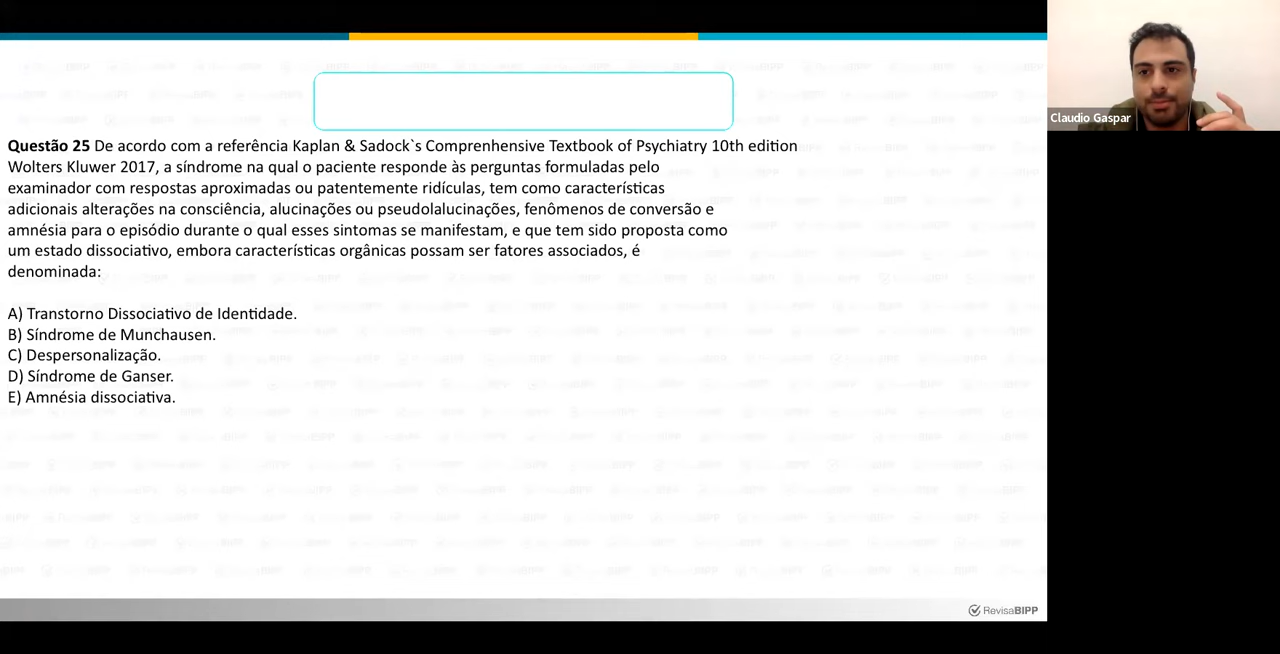 Claudio Gaspar
Questão 25 De acordo com a referência Kaplan & Sadock`s Comprenhensive Textbook of Psychiatry 10th edition
Wolters Kluwer 2017, a síndrome na qual o paciente responde às perguntas formuladas pelo
examinador com respostas aproximadas ou patentemente ridículas, tem como características
adicionais alterações na consciência, alucinações ou pseudolalucinações, fenômenos de conversão e
amnésia para o episódio durante o qual esses sintomas se manifestam, e que tem sido proposta como
um estado dissociativo, embora características orgânicas possam ser fatores associados, é
denominada:
A) Transtorno Dissociativo de Identidade.
B) Síndrome de Munchausen.
C) Despersonalização.
D) Síndrome de Ganser.
E) Amnésia dissociativa.
RevisaBIPP